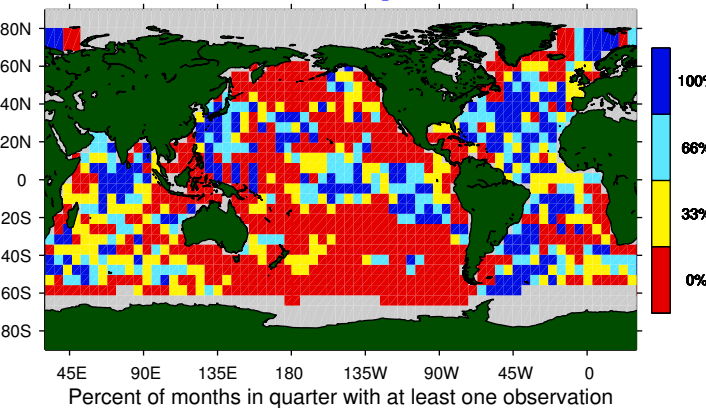 80N
60N
40N
20N
0
20S
40S
60S
80S
100%
66%
33%
0%
45E 90E 135E 180 135W 90W 45W 0
Percent of months in quarter with at least one observation